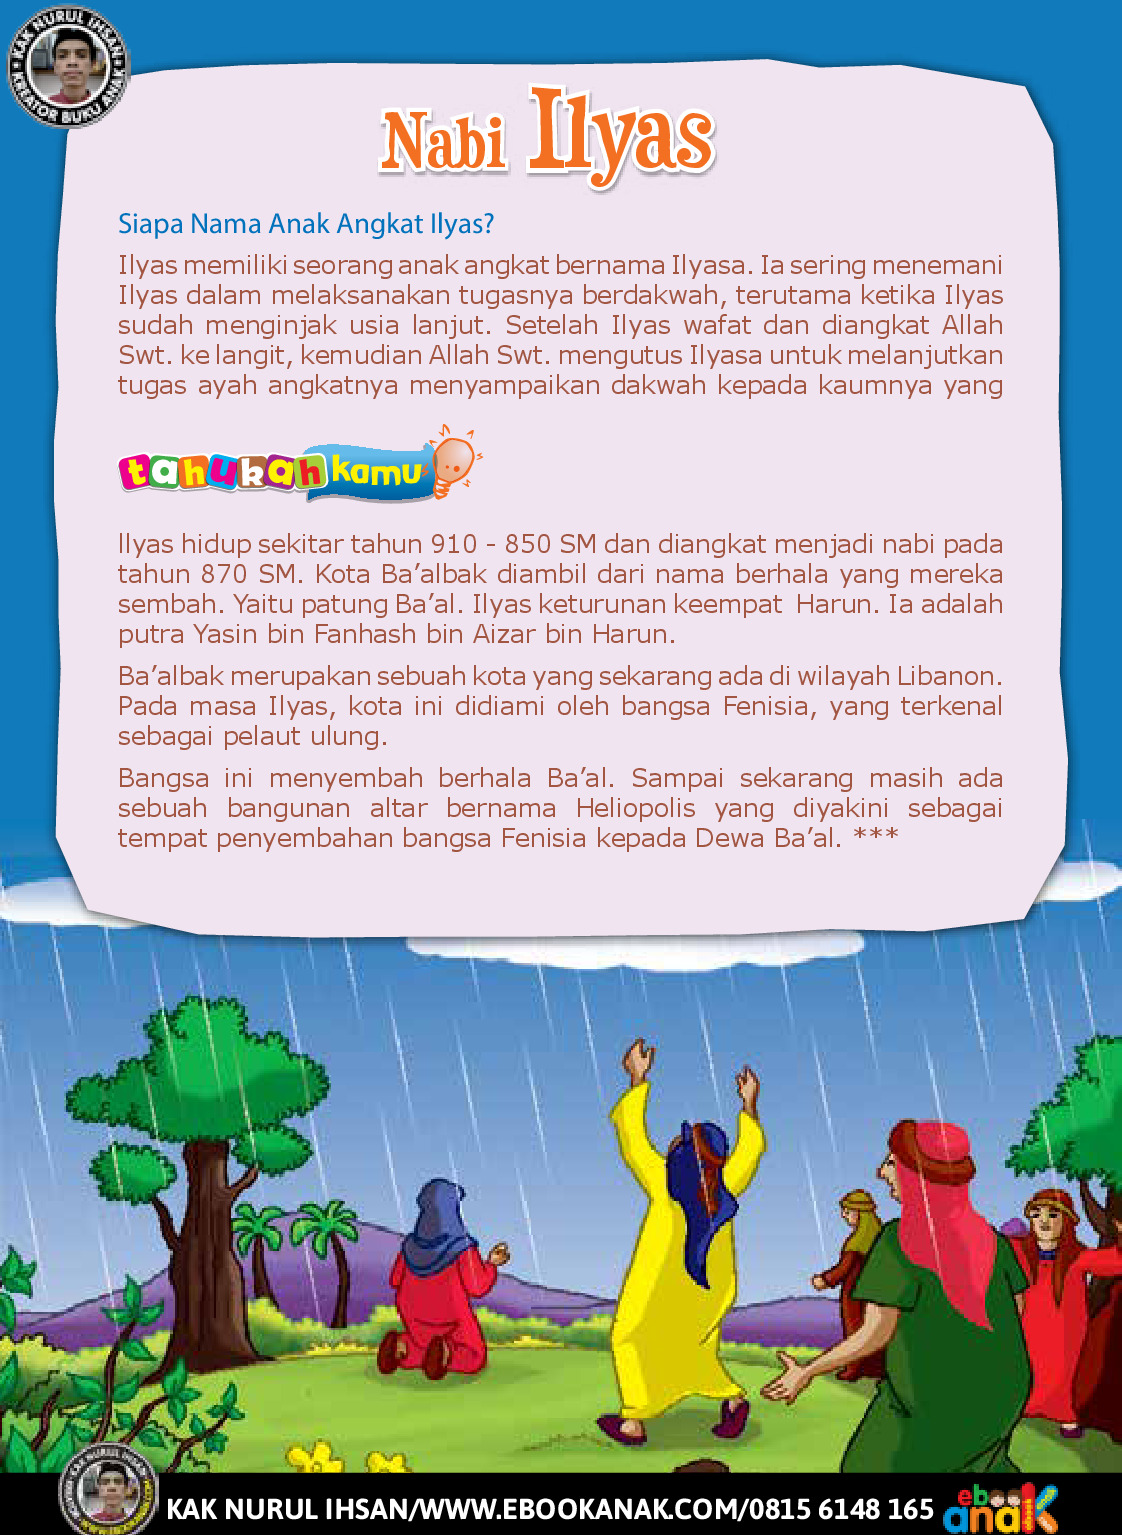 KAK NURUL IHSAN
KREATOR BUKU ANAK
Nabi Ilyas
Siapa Nama Anak Angkat Ilyas?
Ilyas memiliki seorang anak angkat bernama Ilyasa. Ia sering menemani
Ilyas dalam melaksanakan tugasnya berdakwah, terutama ketika Ilyas
sudah menginjak usia lanjut. Setelah Ilyas wafat dan diangkat Allah
Swt. ke langit, kemudian Allah Swt. mengutus Ilyasa untuk melanjutkan
tugas ayah angkatnya menyampaikan dakwah kepada kaumnya yang
tahukah kamu
Ilyas hidup sekitar tahun 910 - 850 SM dan diangkat menjadi nabi pada
tahun 870 SM. Kota Ba’albak diambil dari nama berhala yang mereka
sembah. Yaitu patung Ba’al. Ilyas keturunan keempat Harun. Ia adalah
putra Yasin bin Fanhash bin Aizar bin Harun.
Ba’albak merupakan sebuah kota yang sekarang ada di wilayah Libanon.
Pada masa Ilyas, kota ini didiami oleh bangsa Fenisia, yang terkenal
sebagai pelaut ulung.
Bangsa ini menyembah berhala Ba’al. Sampai sekarang masih ada
sebuah bangunan altar bernama Heliopolis yang diyakini sebagai
tempat penyembahan bangsa Fenisia kepada Dewa Ba’al. ***
KAK NURUL IHSAN
KAK NURUL IHSAN/WWW.EBOOKANAK.COM/0815 6148 165
ebook
anak